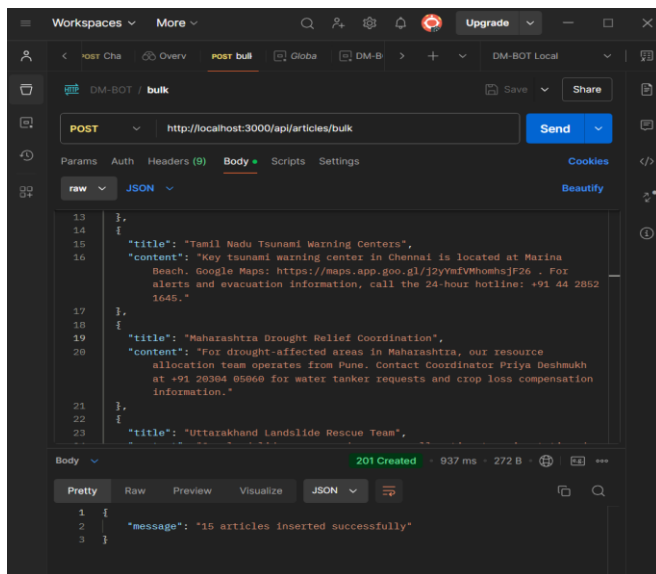 Workspaces More Upgrade
POST Cha Overv POST bulk Globa DM-B DM-BOT Local
HTTP DM-BOT / bulk Save Share
POST http://localhost:3000/api/articles/bulk Send
Params Auth Headers (9) Body Scripts Settings Cookies
raw JSON Beautify
13 },
14 {
15 "title": "Tamil Nadu Tsunami Warning Centers",
16 "content": "Key tsunami warning center in Chennai is located at Marina
Beach. Google Maps: https://maps.app.goo.gl/j2yYmfVMhomhsjF26 . For
alerts and evacuation information, call the 24-hour hotline: +91 44 2852
1645."
17 },
18 {
19 "title": "Maharashtra Drought Relief Coordination",
20 "content": "For drought-affected areas in Maharashtra, our resource
allocation team operates from Pune. Contact Coordinator Priya Deshmukh
at +91 20304 05060 for water tanker requests and crop loss compensation
information."
21 },
22 {
23 "title": "Uttarakhand Landslide Rescue Team",
Body 201 Created 937 ms 272 B
Pretty Raw Preview Visualize JSON
1 {
2 "message": "15 articles inserted successfully"
3 }